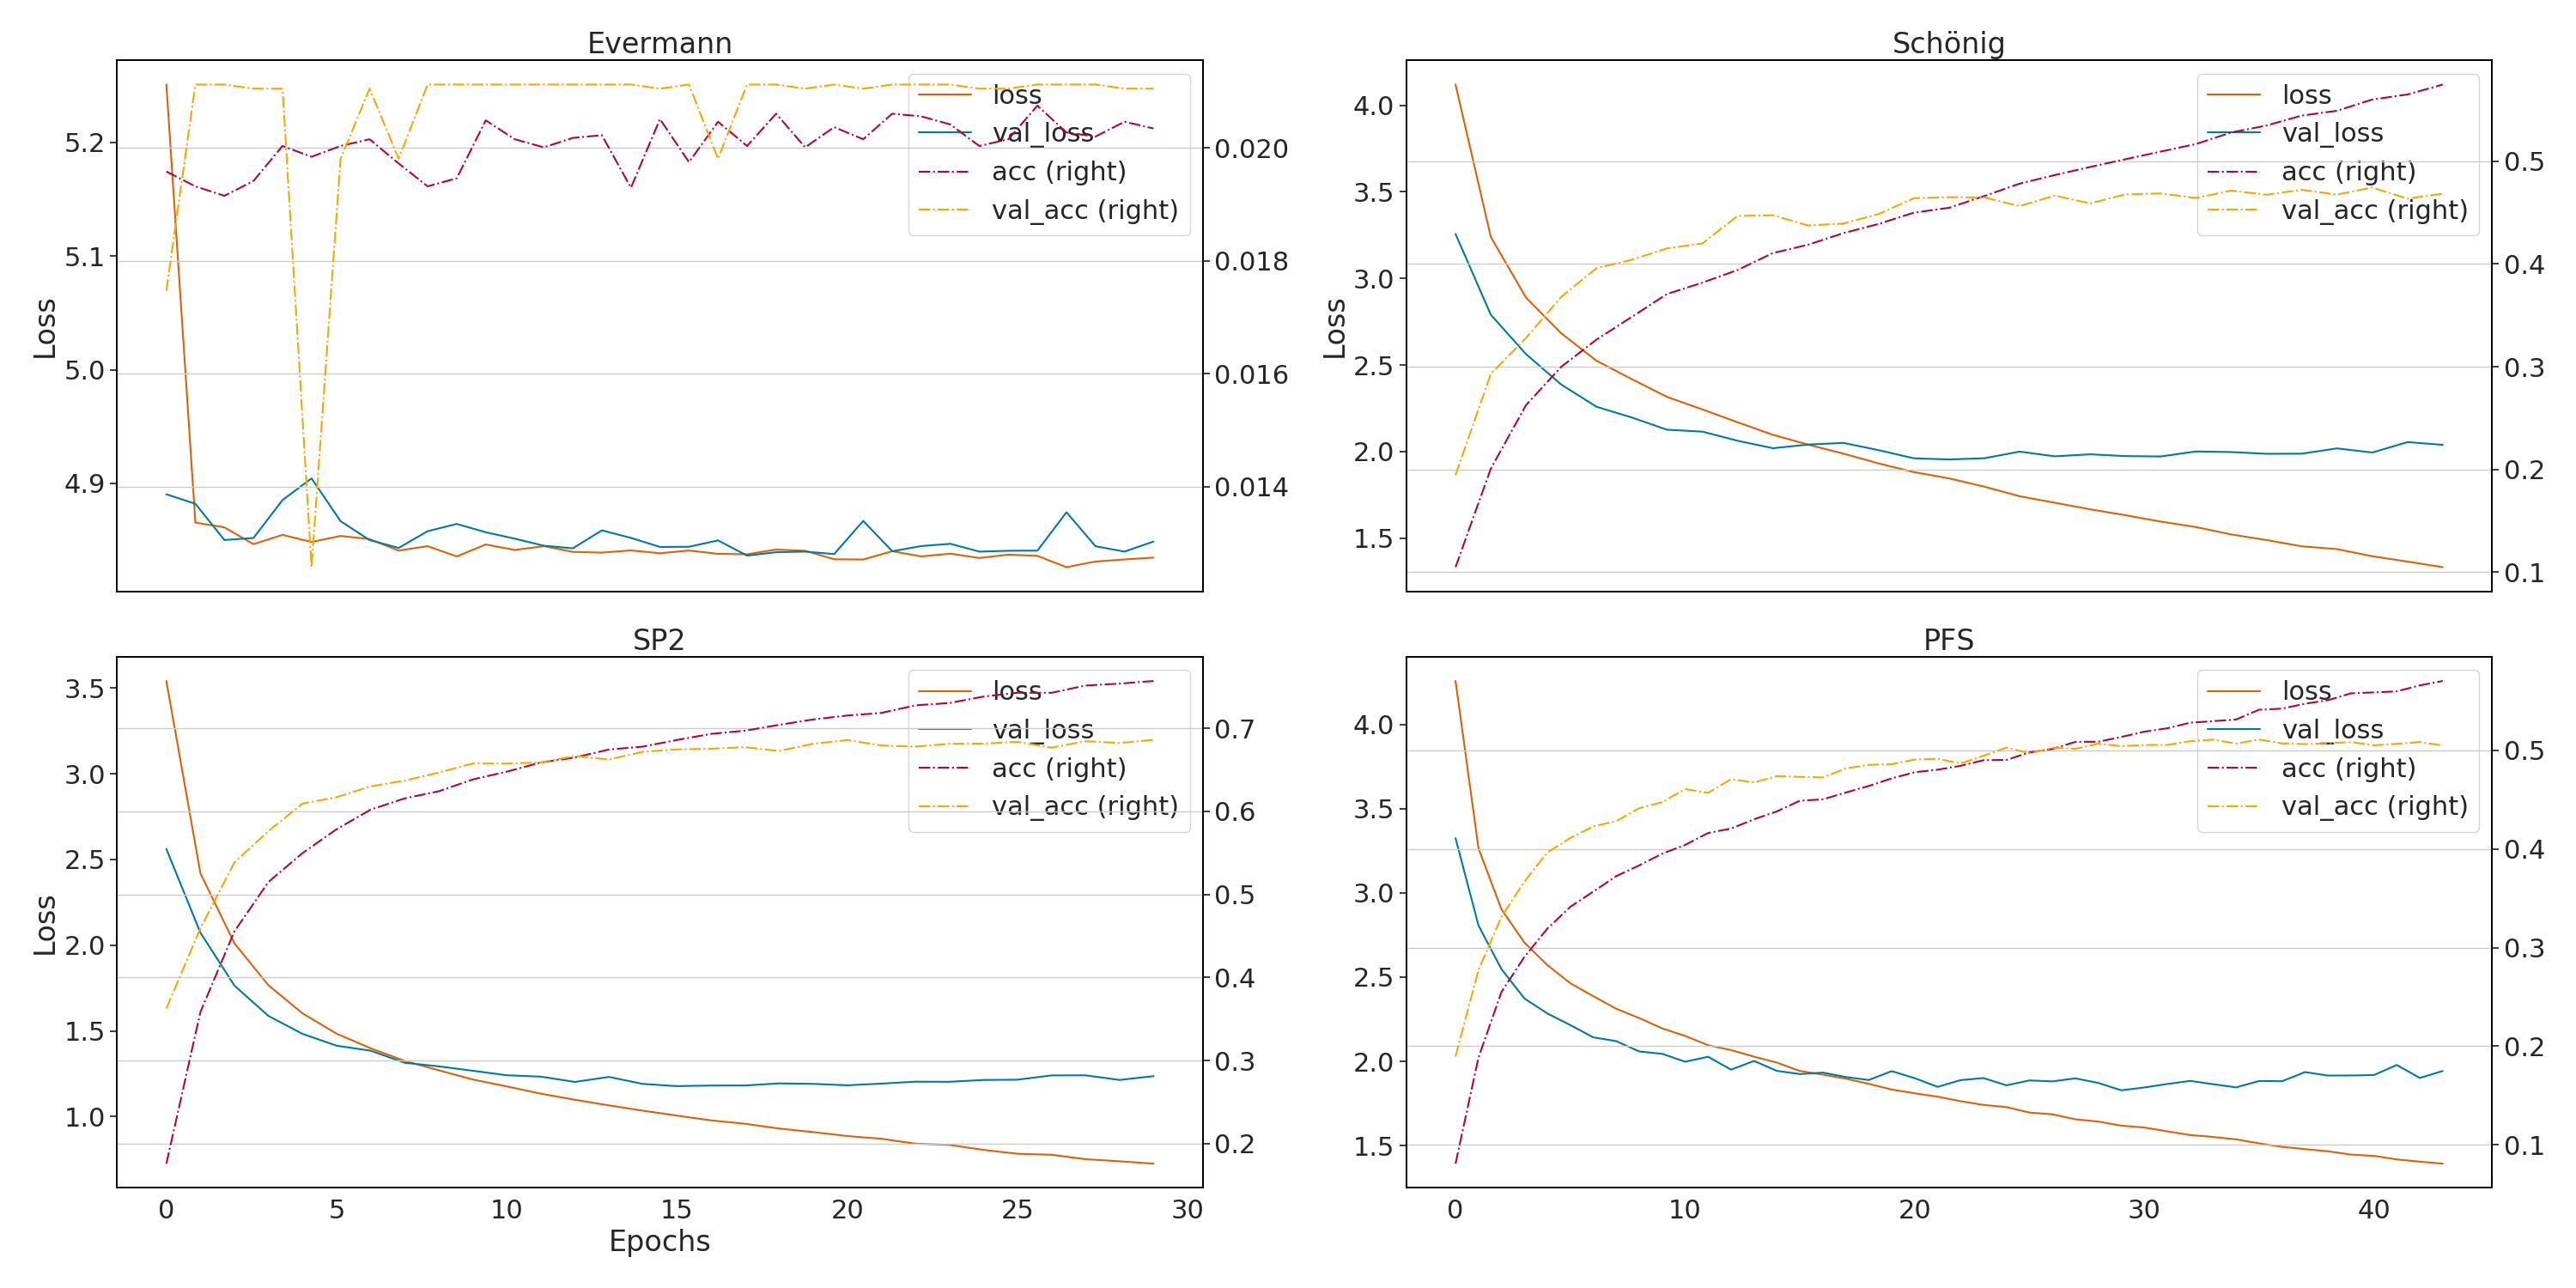 Evermann
Loss
5.2
5.1
5.0
4.9
0.020
0.018
0.016
0.014
loss
val_loss
acc (right)
val_acc (right)
Schönig
Loss
4.0
3.5
3.0
2.5
2.0
1.5
0.5
0.4
0.3
0.2
0.1
loss
val_loss
acc (right)
val_acc (right)
SP2
Loss
3.5
3.0
2.5
2.0
1.5
1.0
0.7
0.6
0.5
0.4
0.3
0.2
loss
val_loss
acc (right)
val_acc (right)
0 5 10 15 20 25 30
Epochs
PFS
4.0
3.5
3.0
2.5
2.0
1.5
0.5
0.4
0.3
0.2
0.1
loss
val_loss
acc (right)
val_acc (right)
0 10 20 30 40